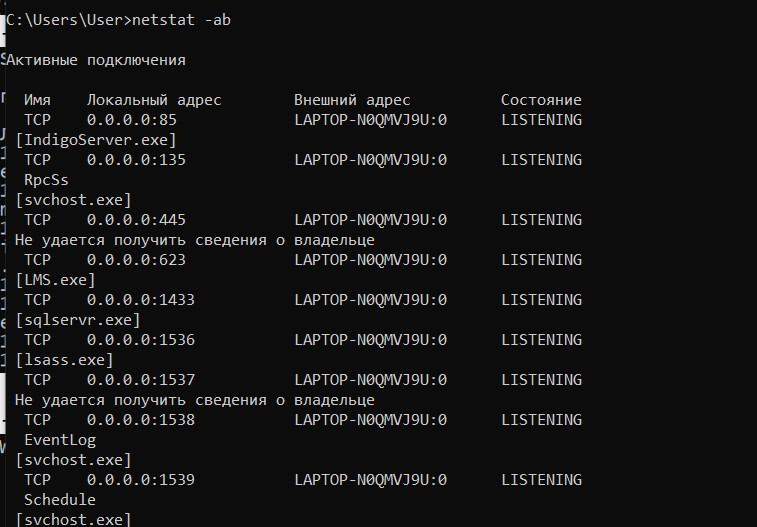 C:\Users\User>netstat -ab
Активные подключения
Имя Локальный адрес Внешний адрес Состояние
TCP 0.0.0.0:85 LAPTOP-N0QMVJ9U:0 LISTENING
[IndigoServer.exe]
TCP 0.0.0.0:135 LAPTOP-N0QMVJ9U:0 LISTENING
RpcSs
[svchost.exe]
TCP 0.0.0.0:445 LAPTOP-N0QMVJ9U:0 LISTENING
Не удается получить сведения о владельце
TCP 0.0.0.0:623 LAPTOP-N0QMVJ9U:0 LISTENING
[LMS.exe]
TCP 0.0.0.0:1433 LAPTOP-N0QMVJ9U:0 LISTENING
[sqlservr.exe]
TCP 0.0.0.0:1536 LAPTOP-N0QMVJ9U:0 LISTENING
[lsass.exe]
TCP 0.0.0.0:1537 LAPTOP-N0QMVJ9U:0 LISTENING
Не удается получить сведения о владельце
TCP 0.0.0.0:1538 LAPTOP-N0QMVJ9U:0 LISTENING
EventLog
[svchost.exe]
TCP 0.0.0.0:1539 LAPTOP-N0QMVJ9U:0 LISTENING
Schedule
[svchost.exe]